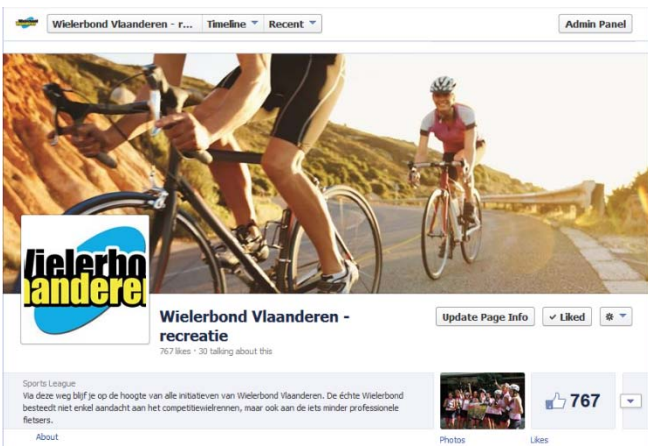 Wielerbond Vlaanderen - r... Timeline Recent Admin Panel
ielerbo
landerei
Wielerbond Vlaanderen -
recreatie
767 likes · 30 talking about this
Update Page Info ✓ Liked
Sports League
Via deze weg blijf je op de hoogte van alle initiatieven van Wielerbond Vlaanderen. De échte Wielerbond
besteedt niet enkel aandacht aan het competitiewielrennen, maar ook aan de iets minder professionele
fietsers.
About
767
Photos Likes